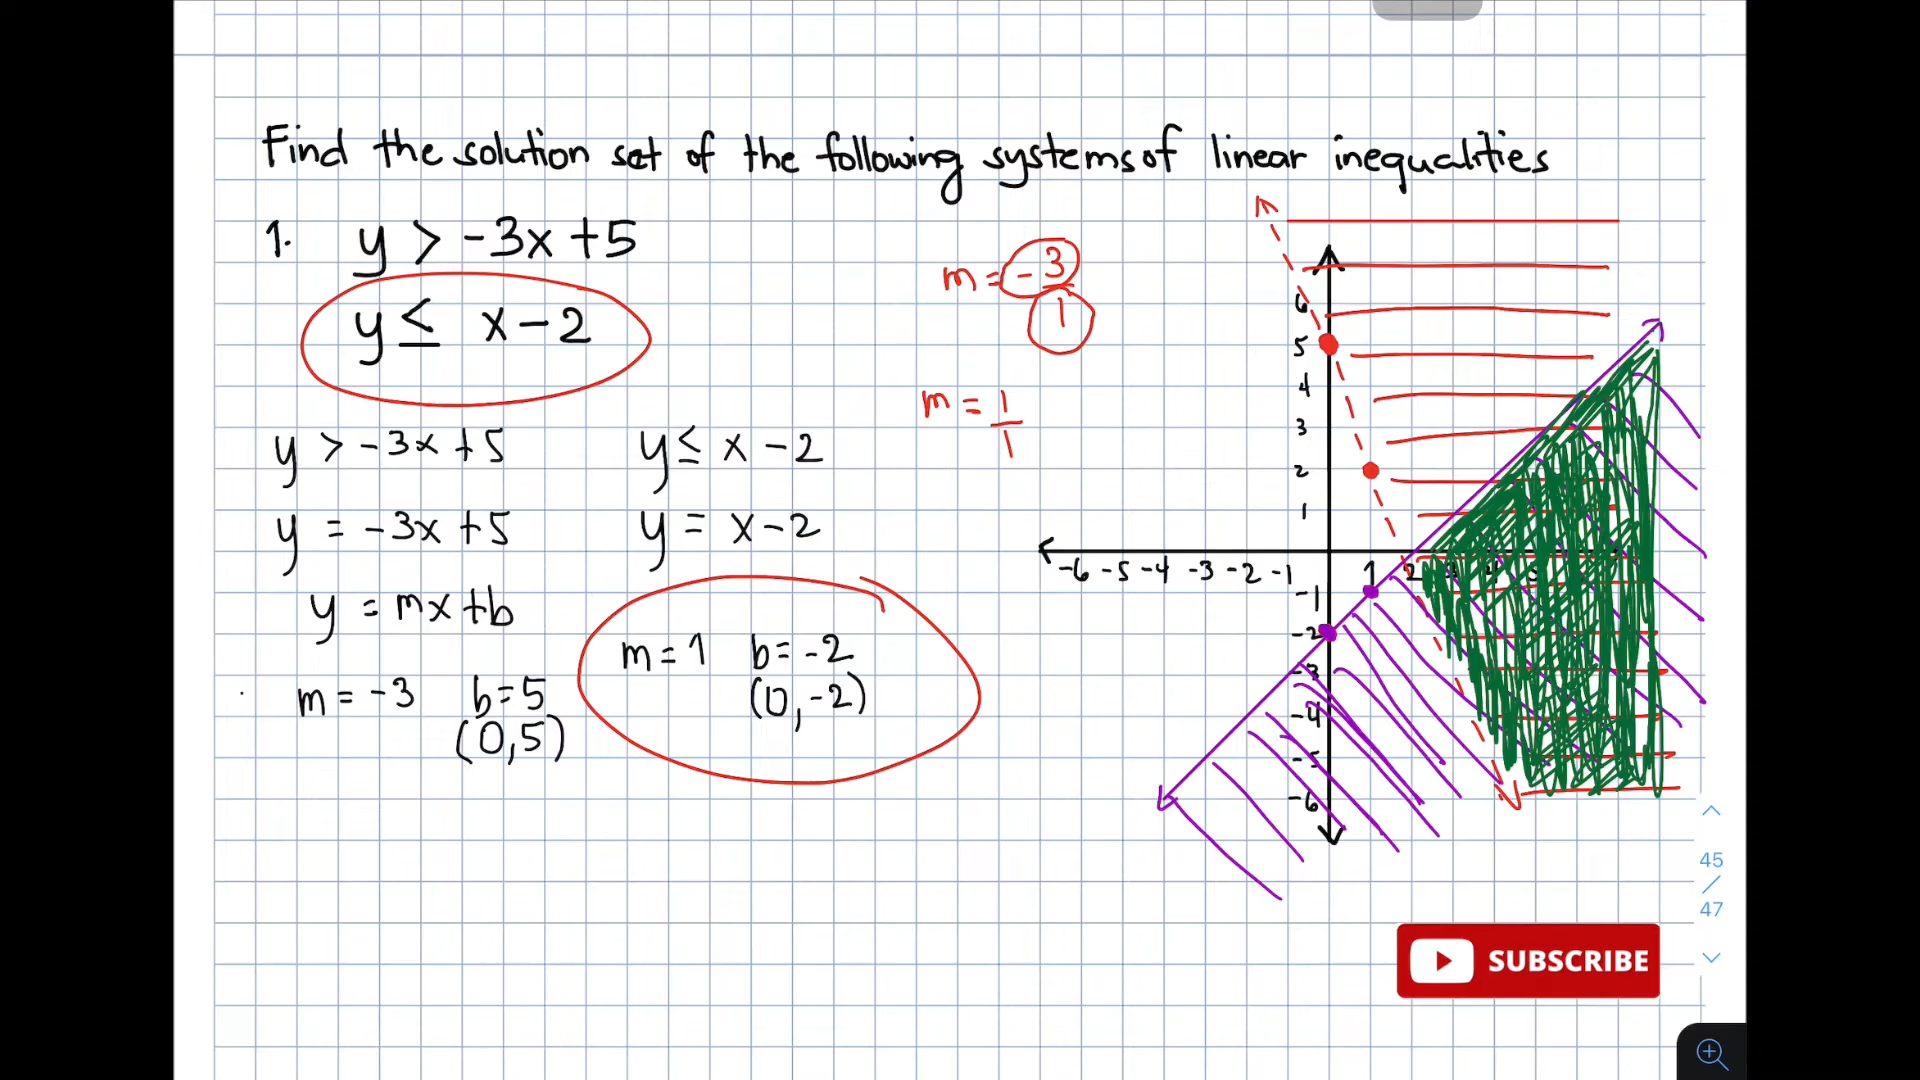 Find the solution set of the following systems of linear inequalities
1. y > -3x +5
y ≤ x - 2
y > -3x +5
y ≤ x - 2
y = -3x +5
y = x - 2
y = mx + b
m = -3
b = 5
(0,5)
m = 1
b = -2
(0,-2)
m = -3/1
m = 1/1
6
5
4
3
2
1
-6 -5 -4 -3 -2 -1
1 2
-1
-2
-3
-4
-5
-6
45
/
47
SUBSCRIBE